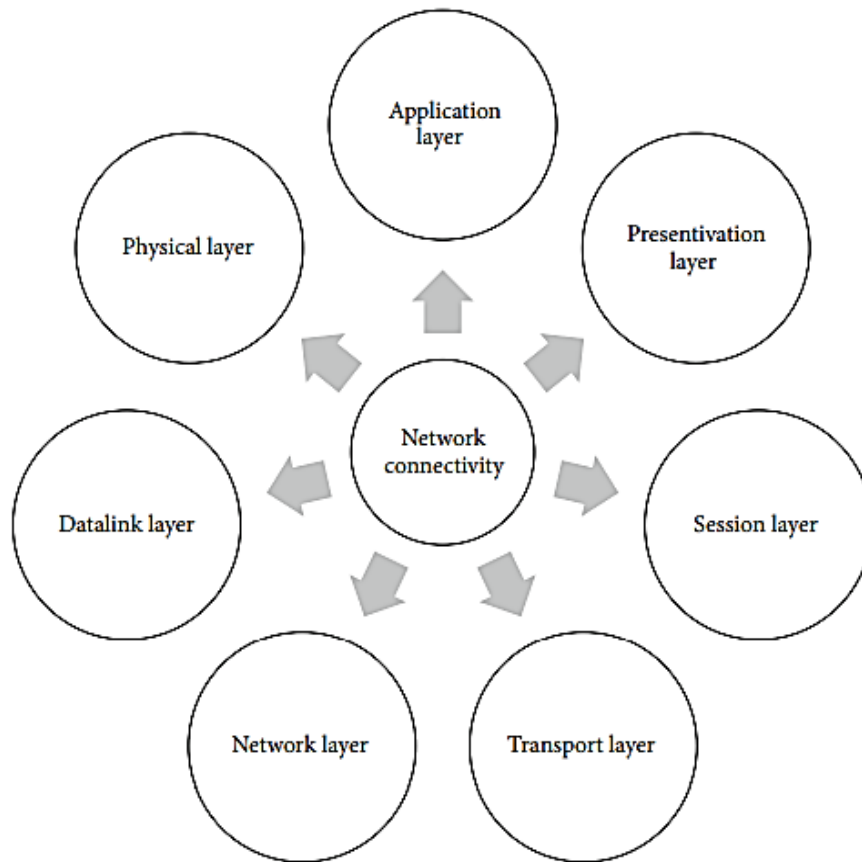 Application
layer
Physical layer
Presentivation
layer
Network
connectivity
Datalink layer
Session layer
Network layer
Transport layer